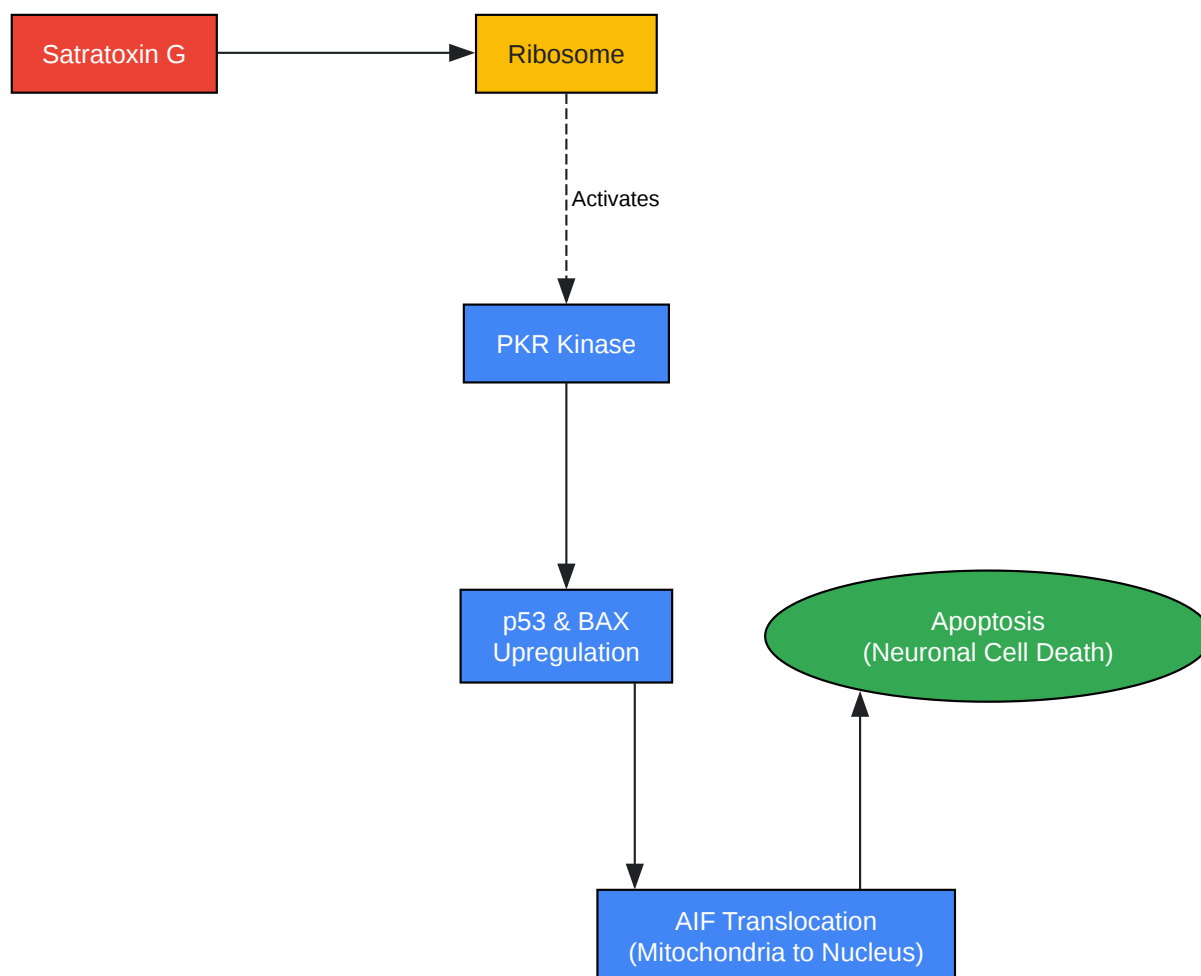 Satratoxin G
Ribosome
Activates
PKR Kinase
p53 & BAX
Upregulation
Apoptosis
(Neuronal Cell Death)
AIF Translocation
(Mitochondria to Nucleus)